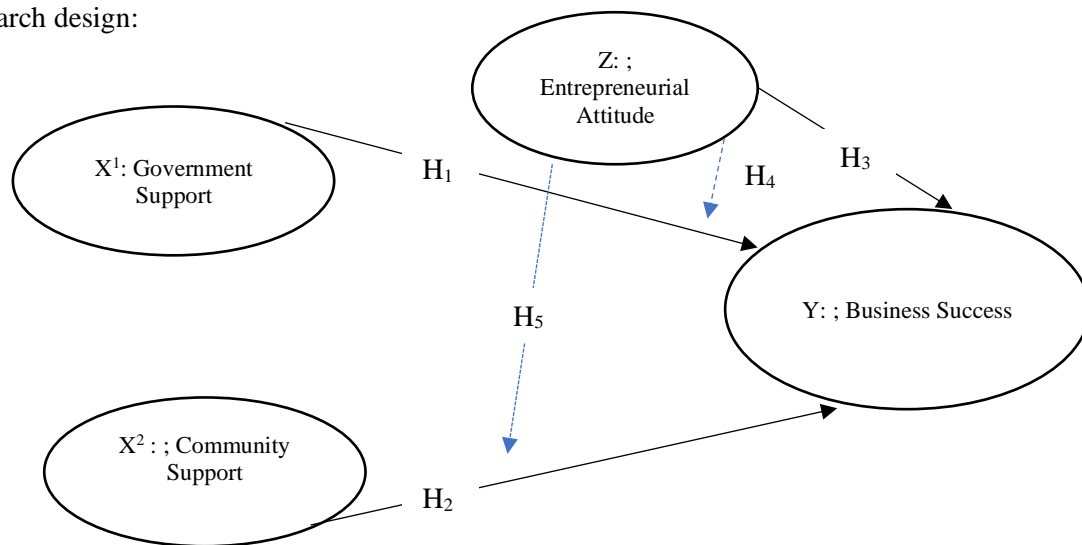 arch design:
Z: ;
Entrepreneurial
Attitude
X¹: Government
Support
H₁
H₄
H₃
H₅
Y: ; Business Success
X² : ; Community
Support
H₂